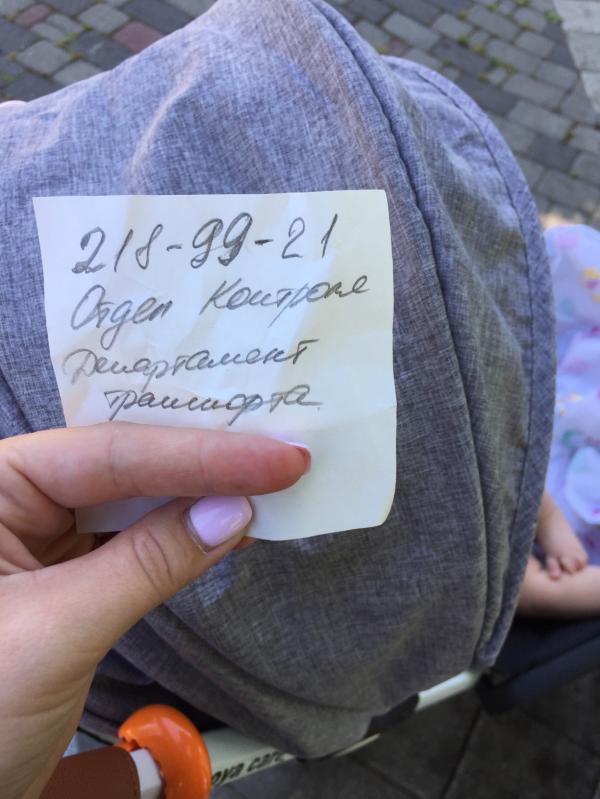 218-99-21
Отдел Контроля
Департамент
транспорта